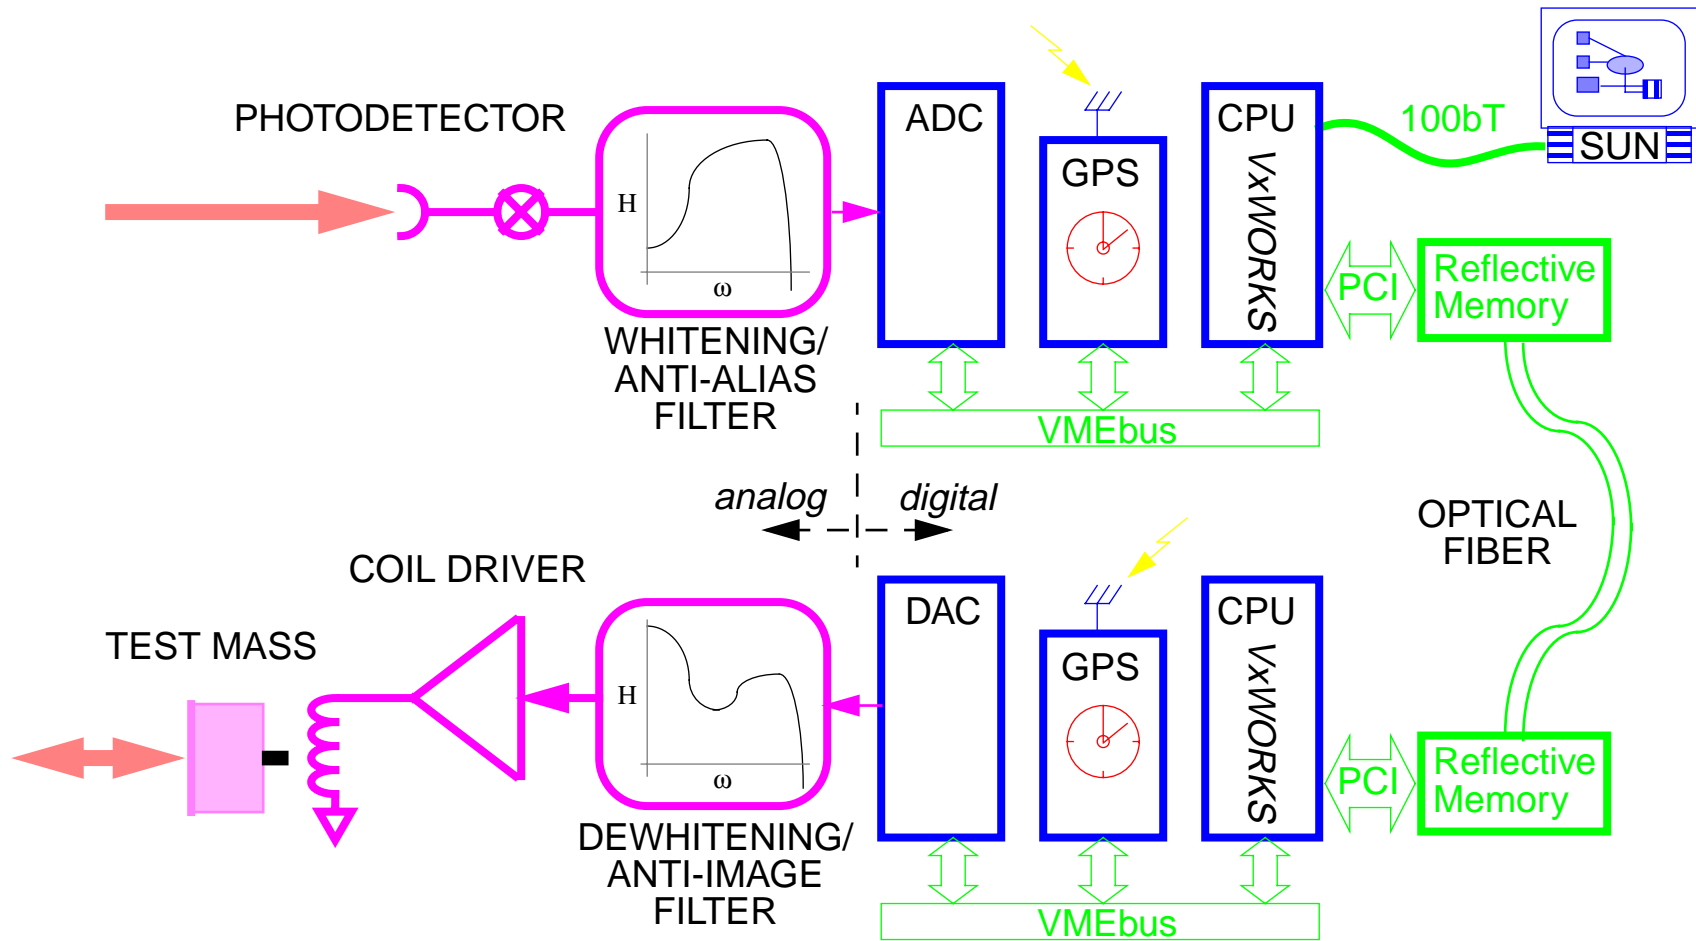 PHOTODETECTOR
H
ω
WHITENING/
ANTI-ALIAS
FILTER
ADC
GPS
CPU
VxWORKS
100bT
SUN
PCI
Reflective
Memory
VMEbus
analog
digital
OPTICAL
FIBER
COIL DRIVER
TEST MASS
H
ω
DEWHITENING/
ANTI-IMAGE
FILTER
DAC
GPS
CPU
VxWORKS
PCI
Reflective
Memory
VMEbus